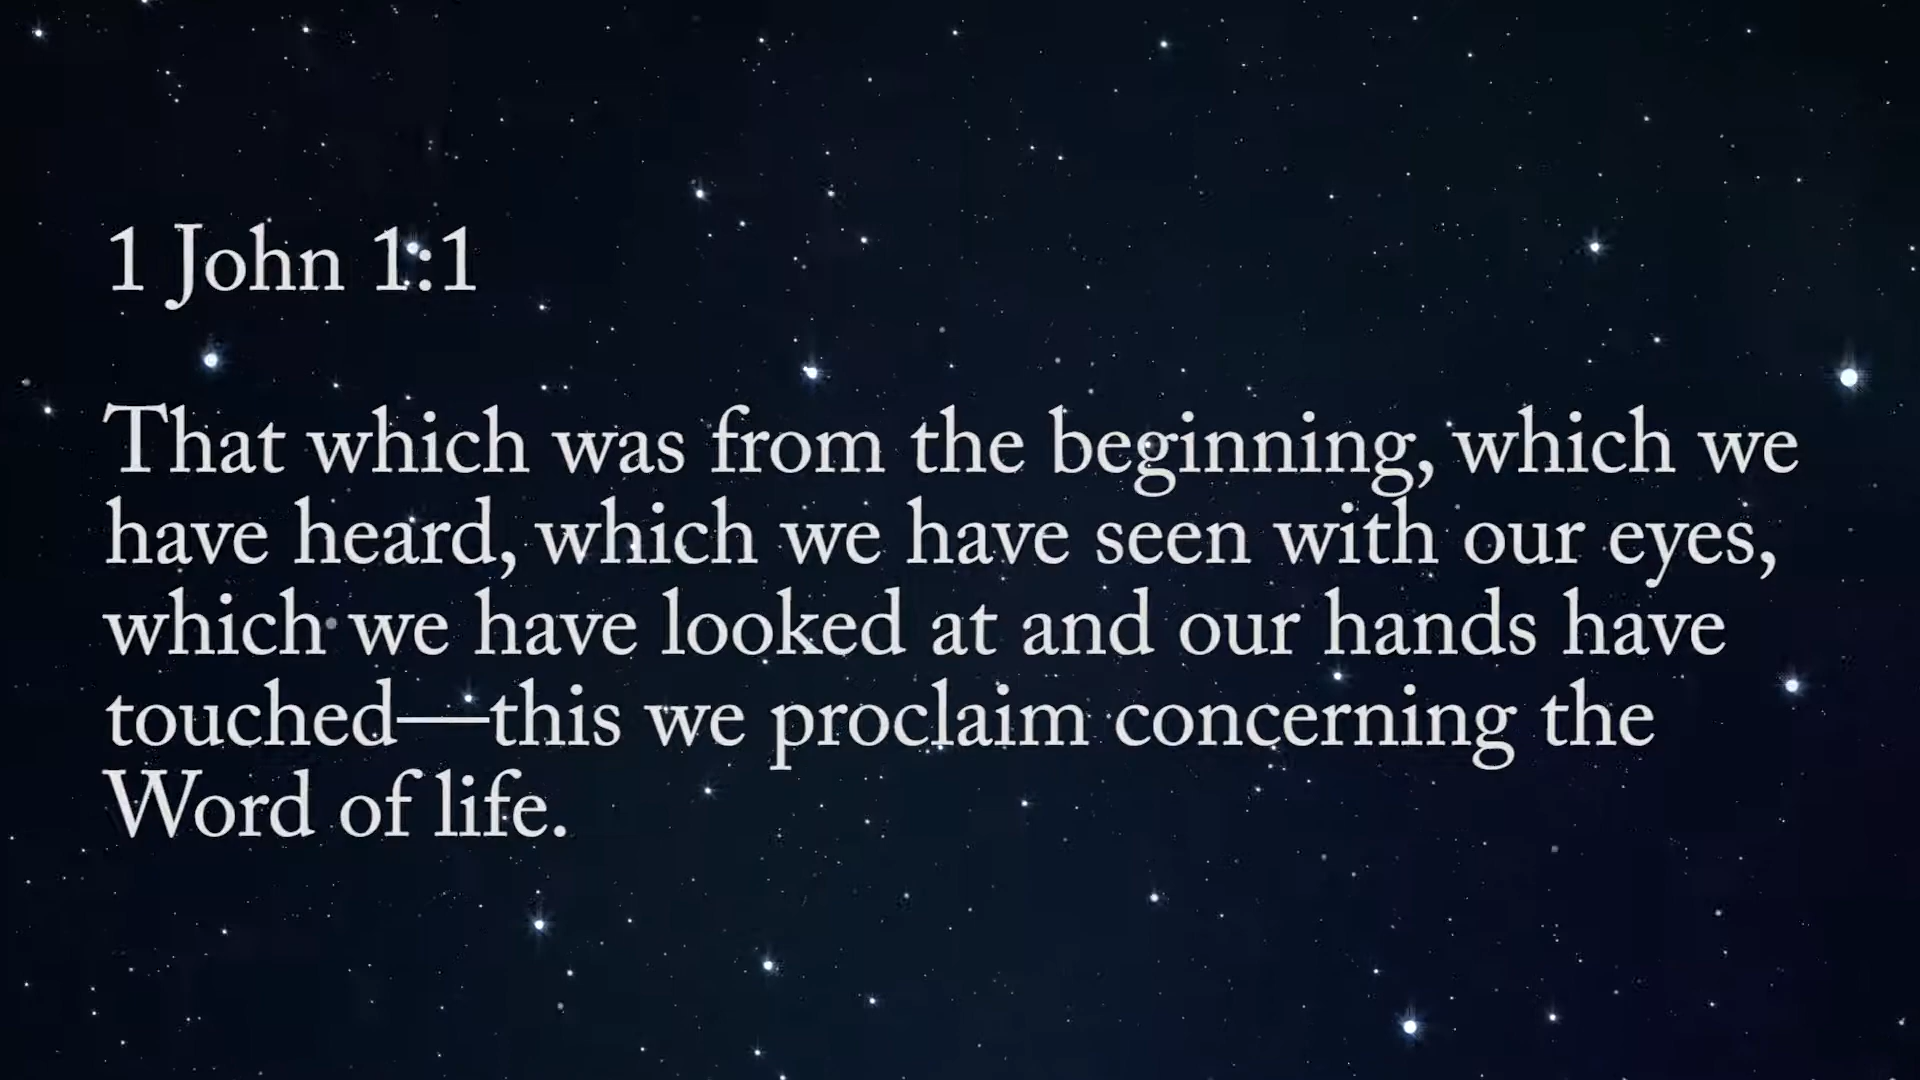 1 John 1:1
That which was from the beginning, which we
have heard, which we have seen with our eyes,
which we have looked at and our hands have
touched—this we proclaim concerning the
Word of life.